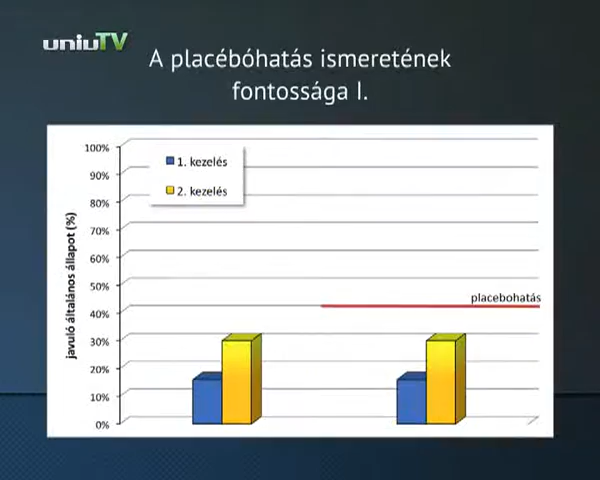 uniuTV
A placébóhatás ismeretének
fontossága I.
100%
90%
80%
70%
60%
50%
40%
30%
20%
10%
0%
javuló általános állapot (%)
1. kezelés
2. kezelés
placebohatás